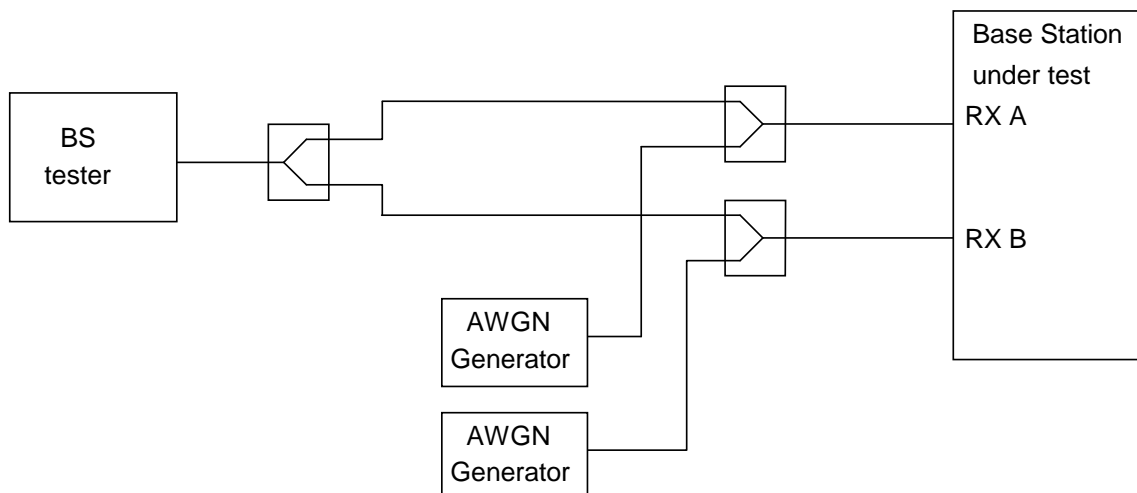 BS
tester
Base Station
under test
RX A
RX B
AWGN
Generator
AWGN
Generator